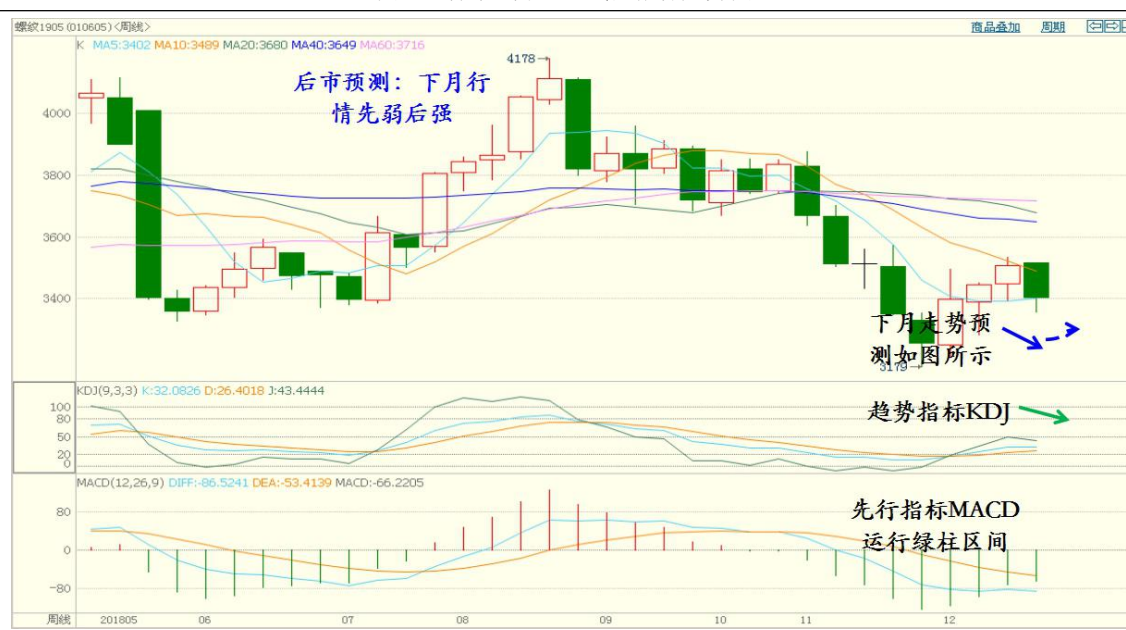 螺纹1905 (010605) <周线>
商品叠加 周期
K MA5:3402 MA10:3489 MA20:3680 MA40:3649 MA60:3716
4178→
后市预测：下月行
情先弱后强
4000
3800
3600
3400
下月走势预
测如图所示
3179→
KDJ(9,3,3) K:32.0826 D:26.4018 J:43.4444
趋势指标KDJ
100
80
50
20
0
MACD(12,26,9) DIFF:-86.5241 DEA:-53.4139 MACD:-66.2205
先行指标MACD
运行绿柱区间
80
0
-80
周线 201805 06 07 08 09 10 11 12